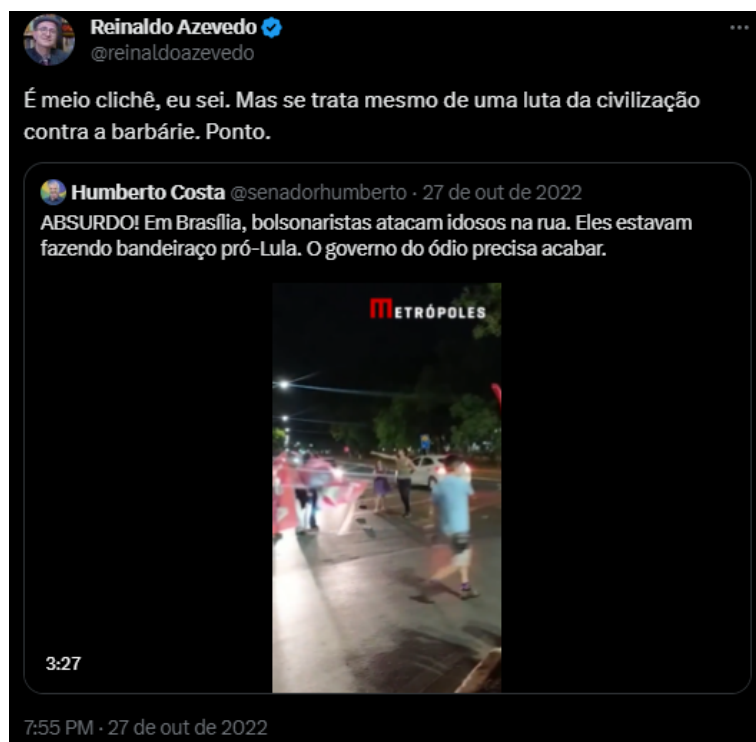 Reinaldo Azevedo
@reinaldoazevedo
É meio clichê, eu sei. Mas se trata mesmo de uma luta da civilização
contra a barbárie. Ponto.
Humberto Costa @senadorhumberto · 27 de out de 2022
ABSURDO! Em Brasília, bolsonaristas atacam idosos na rua. Eles estavam
fazendo bandeiraço pró-Lula. O governo do ódio precisa acabar.
METRÓPOLES
3:27
7:55 PM · 27 de out de 2022